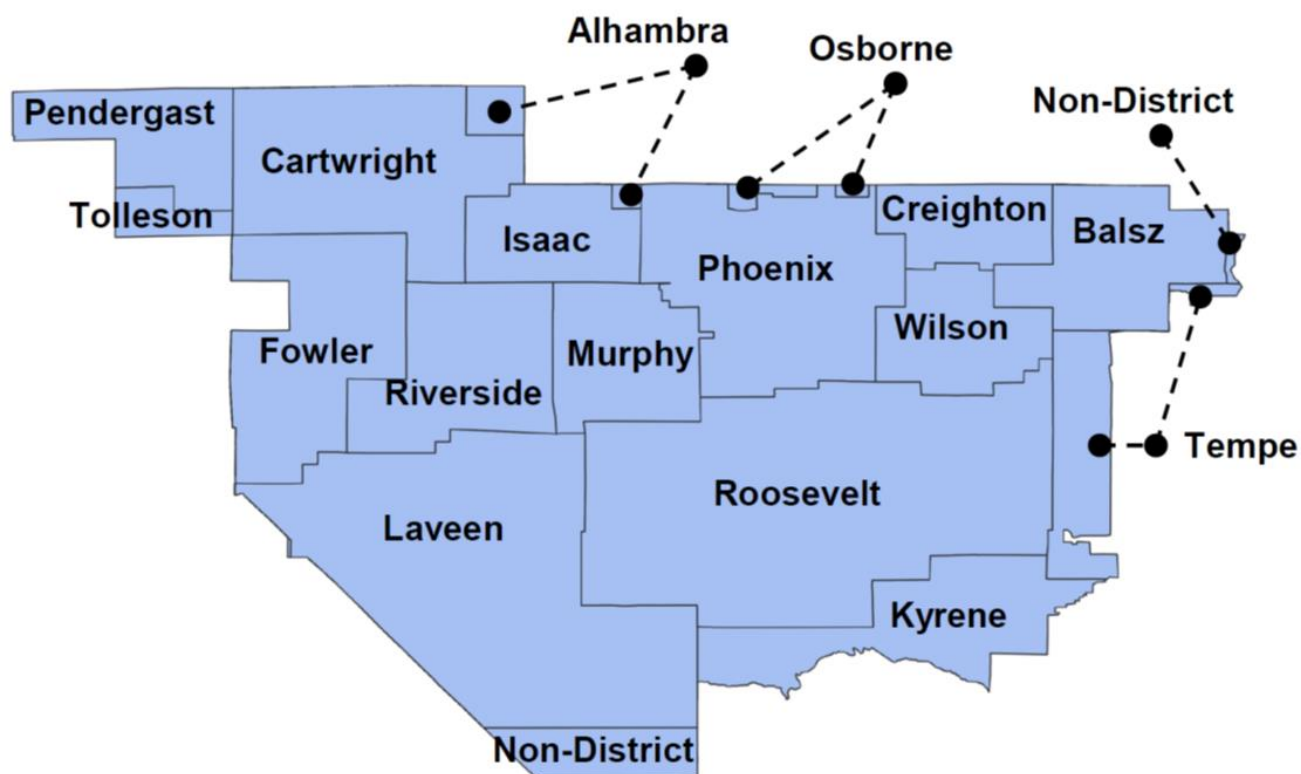 Alhambra
Osborne
Non-District
Pendergast
Cartwright
Tolleson
Isaac
Creighton
Balsz
Phoenix
Wilson
Fowler
Murphy
Riverside
Tempe
Roosevelt
Laveen
Kyrene
Non-District